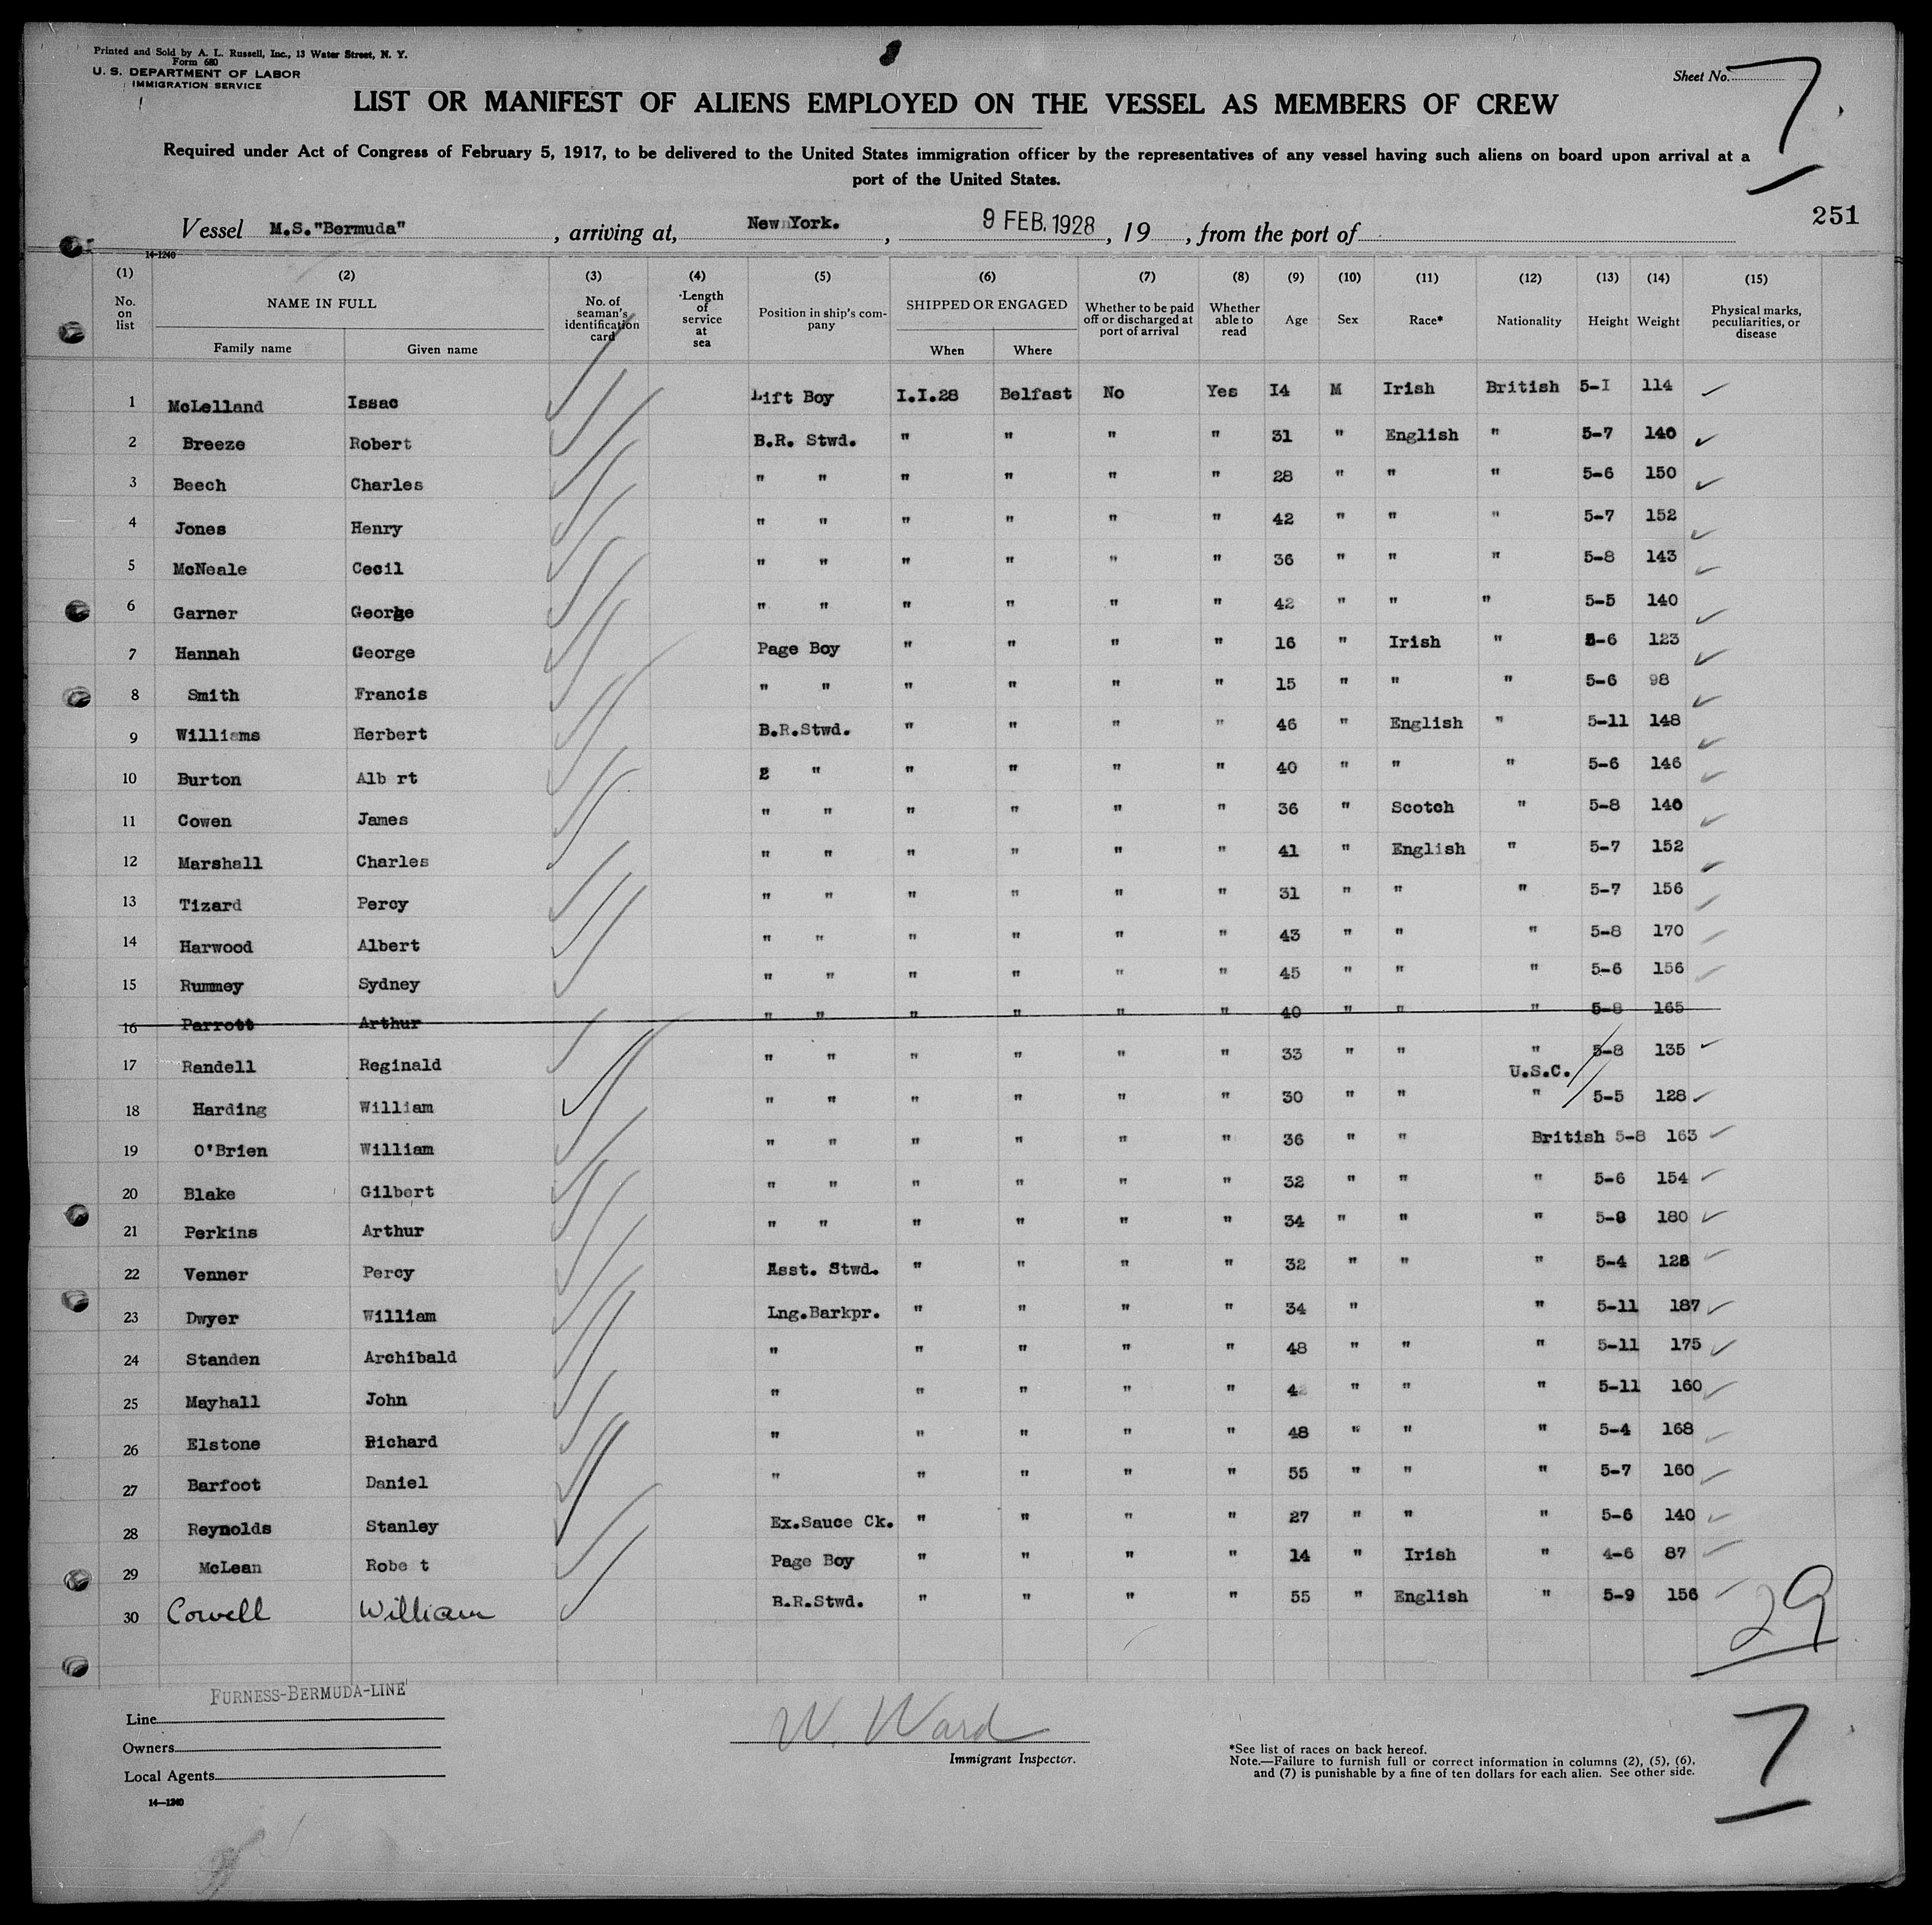 Printed and Sold by A. L. Russell, Inc., 13 Water Street, N. Y.
Form 680
U. S. DEPARTMENT OF LABOR
IMMIGRATION SERVICE
Sheet No. 7
LIST OR MANIFEST OF ALIENS EMPLOYED ON THE VESSEL AS MEMBERS OF CREW
Required under Act of Congress of February 5, 1917, to be delivered to the United States immigration officer by the representatives of any vessel having such aliens on board upon arrival at a
port of the United States.
251
Vessel M.S."Bermuda", arriving at, New York., 9 FEB. 1928, 19 , from the port of
14-1240
(1) (2) (3) (4) (5) (6) (7) (8) (9) (10) (11) (12) (13) (14) (15)
No. on list NAME IN FULL No. of seaman's identification card Length of service at sea Position in ship's company SHIPPED OR ENGAGED Whether to be paid off or discharged at port of arrival Whether able to read Age Sex Race* Nationality Height Weight Physical marks, peculiarities, or disease
Family name Given name When Where
1 McLelland Issac Lift Boy I.I.28 Belfast No Yes I4 M Irish British 5-I 114
2 Breeze Robert B.R. Stwd. " " " " 31 " English " 5-7 140
3 Beech Charles " " " " " " 28 " " " 5-6 150
4 Jones Henry " " " " " " 42 " " " 5-7 152
5 McNeale Cecil " " " " " " 36 " " " 5-8 143
6 Garner George " " " " " " 42 " " " 5-5 140
7 Hannah George Page Boy " " " " 16 " Irish " 5-6 123
8 Smith Francis " " " " " " 15 " " " 5-6 98
9 Williams Herbert B.R.Stwd. " " " " 46 " English " 5-11 148
10 Burton Alb rt 2 " " " " " 40 " " " 5-6 146
11 Cowen James " " " " " " 36 " Scotch " 5-8 140
12 Marshall Charles " " " " " " 41 " English " 5-7 152
13 Tizard Percy " " " " " " 31 " " " 5-7 156
14 Harwood Albert " " " " " " 43 " " " 5-8 170
15 Rummey Sydney " " " " " " 45 " " " 5-6 156
16 Parrott Arthur " " " " " " 40 " " " 5-8 165
17 Randell Reginald " " " " " " 33 " " " 5-8 135
U.S.C.
18 Harding William " " " " " " 30 " " " 5-5 128
19 O'Brien William " " " " " " 36 " " British 5-8 163
20 Blake Gilbert " " " " " " 32 " " " 5-6 154
21 Perkins Arthur " " " " " " 34 " " " 5-8 180
22 Venner Percy Asst. Stwd. " " " " 32 " " " 5-4 128
23 Dwyer William Lng.Barkpr. " " " " 34 " " 5-11 187
24 Standen Archibald " " " " " 48 " " " 5-11 175
25 Mayhall John " " " " " 42 " " " 5-11 160
26 Elstone Richard " " " " " 48 " " " 5-4 168
27 Barfoot Daniel " " " " " 55 " " " 5-7 160
28 Reynolds Stanley Ex.Sauce Ck. " " " " 27 " " " 5-6 140
29 McLean Robe t Page Boy " " " " 14 " Irish " 4-6 87
30 Cowell William B.R.Stwd. " " " " 55 " English " 5-9 156
29
FURNESS-BERMUDA-LINE
Line
Owners
Local Agents
14—1240
W. Ward
Immigrant Inspector.
*See list of races on back hereof.
Note.—Failure to furnish full or correct information in columns (2), (5), (6),
and (7) is punishable by a fine of ten dollars for each alien. See other side.
7